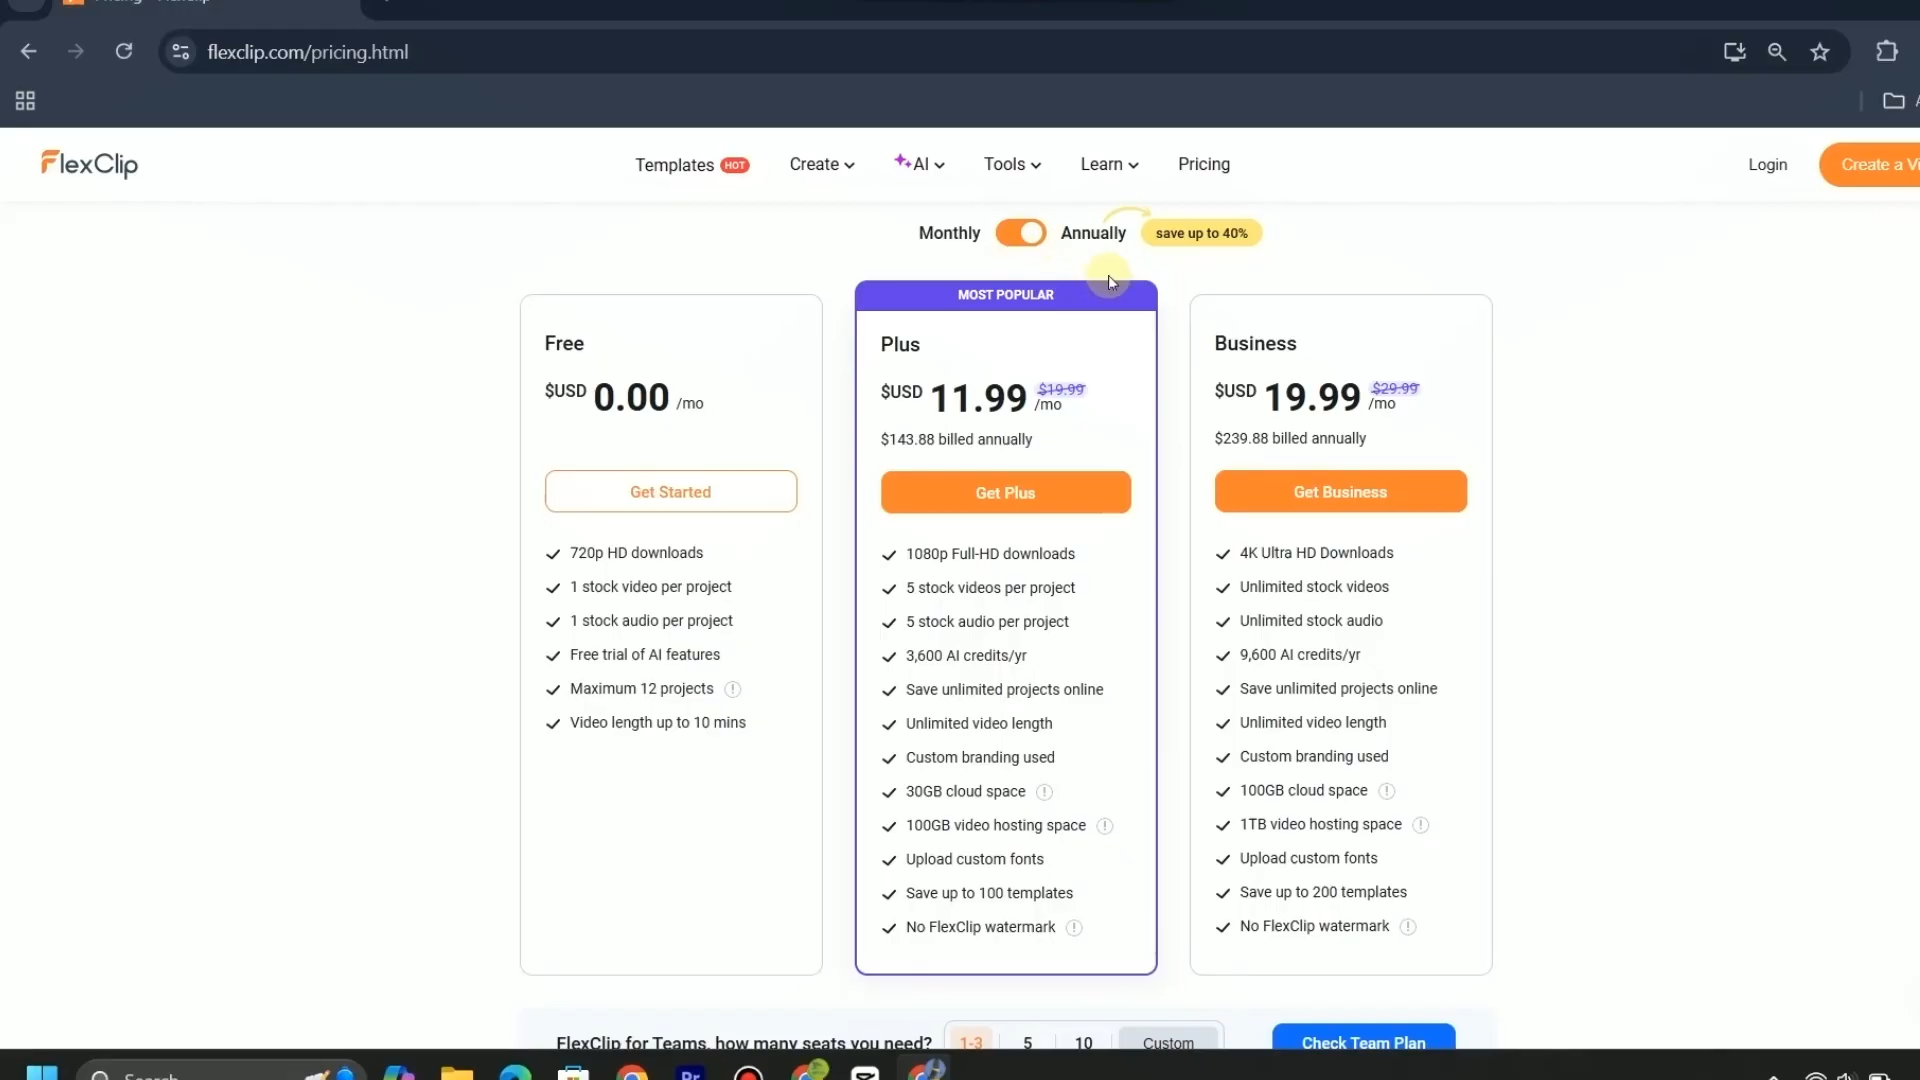 flexclip.com/pricing.html
FlexClip
Templates HOT
Create
AI
Tools
Learn
Pricing
Login
Create a Vi
Monthly
Annually
save up to 40%
Free
$USD 0.00 /mo
Get Started
720p HD downloads
1 stock video per project
1 stock audio per project
Free trial of AI features
Maximum 12 projects
Video length up to 10 mins
MOST POPULAR
Plus
$USD 11.99 $19.99 /mo
$143.88 billed annually
Get Plus
1080p Full-HD downloads
5 stock videos per project
5 stock audio per project
3,600 AI credits/yr
Save unlimited projects online
Unlimited video length
Custom branding used
30GB cloud space
100GB video hosting space
Upload custom fonts
Save up to 100 templates
No FlexClip watermark
Business
$USD 19.99 $29.99 /mo
$239.88 billed annually
Get Business
4K Ultra HD Downloads
Unlimited stock videos
Unlimited stock audio
9,600 AI credits/yr
Save unlimited projects online
Unlimited video length
Custom branding used
100GB cloud space
1TB video hosting space
Upload custom fonts
Save up to 200 templates
No FlexClip watermark
FlexClip for Teams, how many seats you need?
1-3
5
10
Custom
Check Team Plan
Search
Pr